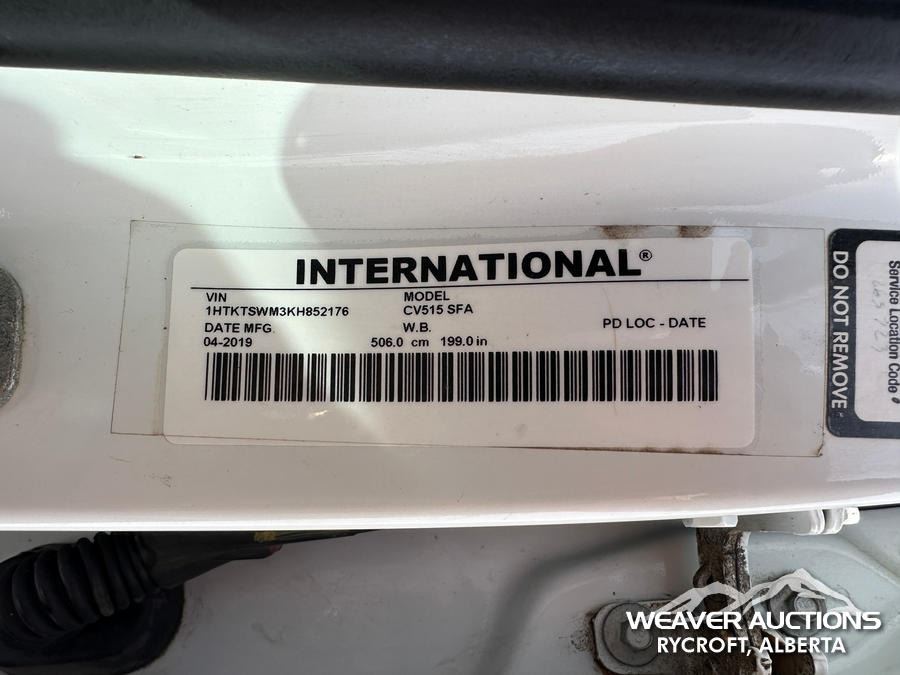 INTERNATIONAL®
VIN MODEL
1HTKTSWM3KH852176 CV515 SFA
DATE MFG. W.B. PD LOC - DATE
04-2019 506.0 cm 199.0 in
DO NOT REMOVE
Service Location Code #
WEAVER AUCTIONS
RYCROFT, ALBERTA